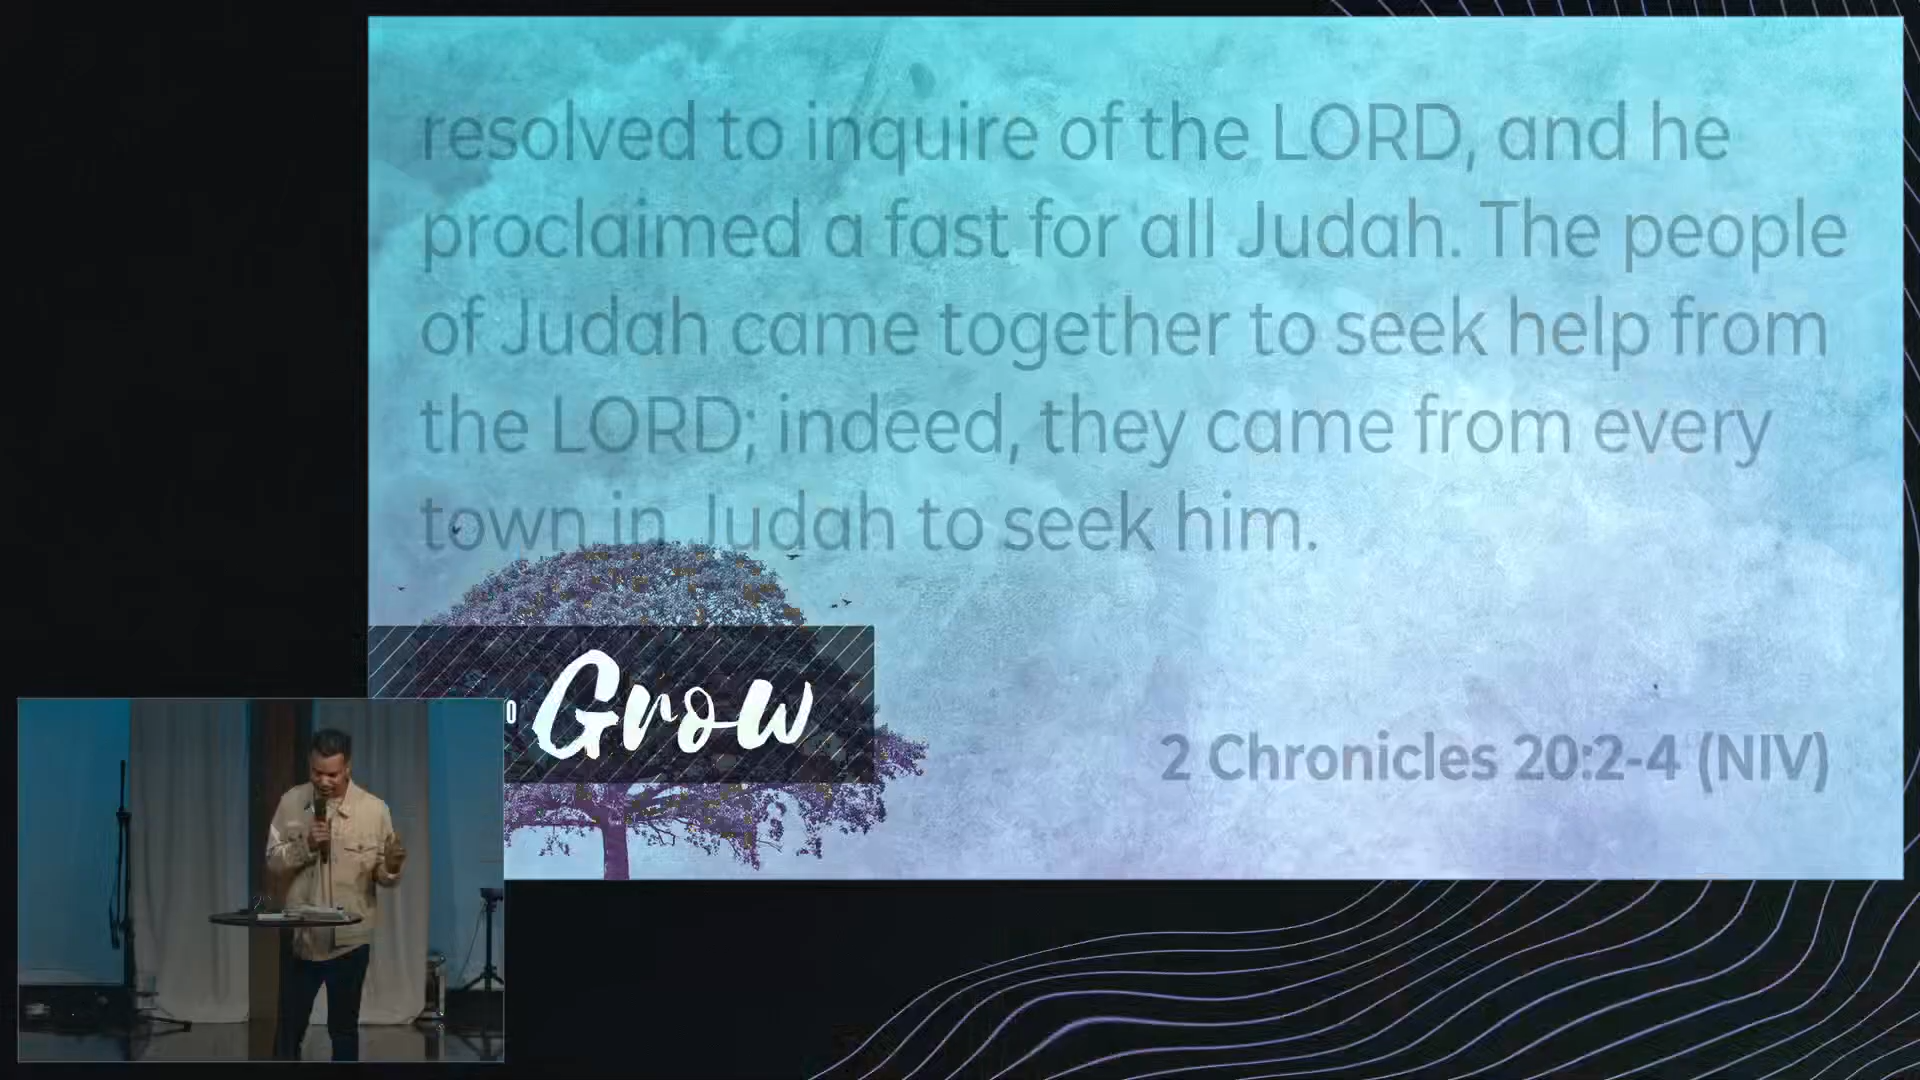 resolved to inquire of the LORD, and he
proclaimed a fast for all Judah. The people
of Judah came together to seek help from
the LORD; indeed, they came from every
town in Judah to seek him.
Grow
2 Chronicles 20:2-4 (NIV)